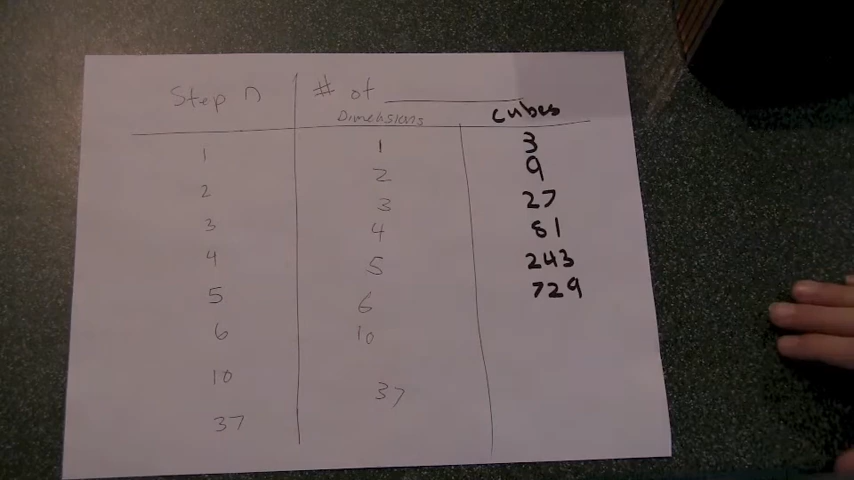 Step n # of
Dimensions cubes
1 1 3
2 2 9
3 3 27
4 4 81
5 5 243
6 6 729
10 10
37 37